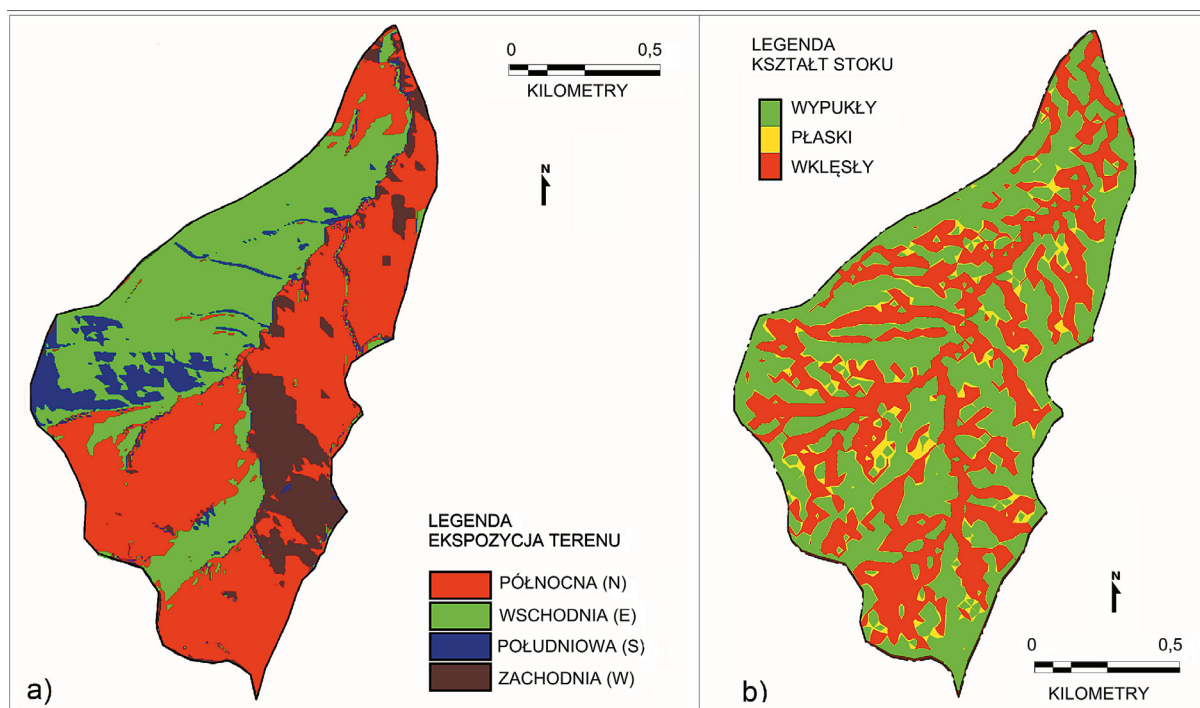 0 0,5
KILOMETRY
N
LEGENDA
EKSPOZYCJA TERENU
PÓŁNOCNA (N)
WSCHODNIA (E)
POŁUDNIOWA (S)
ZACHODNIA (W)
a)
LEGENDA
KSZTAŁT STOKU
WYPUKŁY
PŁASKI
WKLĘSŁY
N
0 0,5
KILOMETRY
b)